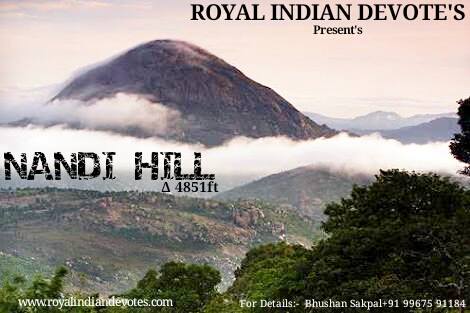 ROYAL INDIAN DEVOTE'S
Present's
NANDI HILL
Δ 4851ft
www.royalindiandevotes.com
For Details:- Bhushan Sakpal+91 99675 91184